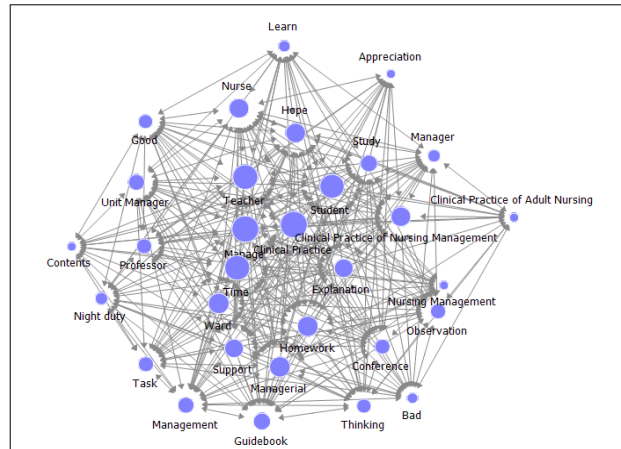 Learn
Appreciation
Nurse
Hope
Good
Study
Manager
Unit Manager
Teacher
Student
Clinical Practice of Adult Nursing
Clinical Practice of Nursing Management
Contents
Professor
Manage
Clinical Practice
Time
Explanation
Nursing Management
Night duty
Ward
Observation
Homework
Conference
Task
Support
Managerial
Management
Guidebook
Thinking
Bad